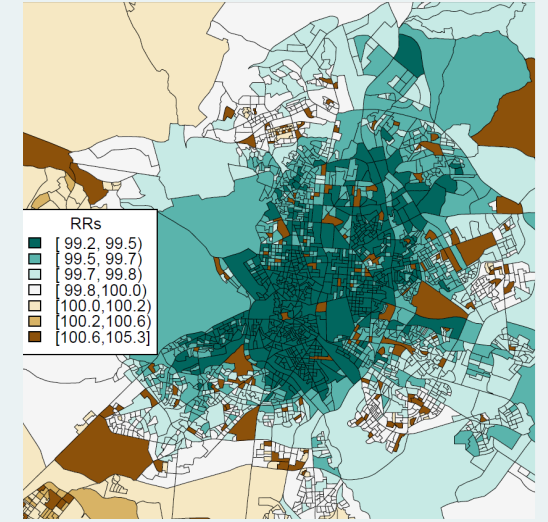 RRs
[ 99.2, 99.5)
[ 99.5, 99.7)
[ 99.7, 99.8)
[ 99.8,100.0)
[100.0,100.2)
[100.2,100.6)
[100.6,105.3]